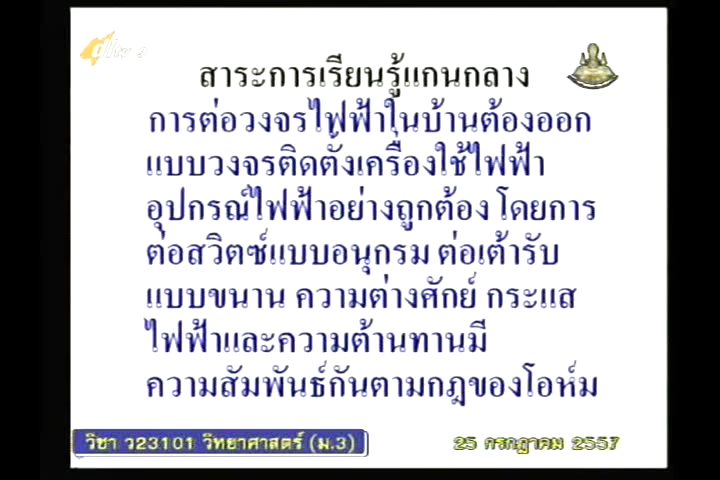 สาระการเรียนรู้แกนกลาง
การต่อวงจรไฟฟ้าในบ้านต้องออก
แบบวงจรติดตั้งเครื่องใช้ไฟฟ้า
อุปกรณ์ไฟฟ้าอย่างถูกต้อง โดยการ
ต่อสวิตซ์แบบอนุกรม ต่อเต้ารับ
แบบขนาน ความต่างศักย์ กระแส
ไฟฟ้าและความต้านทานมี
ความสัมพันธ์กันตามกฎของโอห์ม
วิชา ว23101 วิทยาศาสตร์ (ม.3)
25 กรกฎาคม 2557